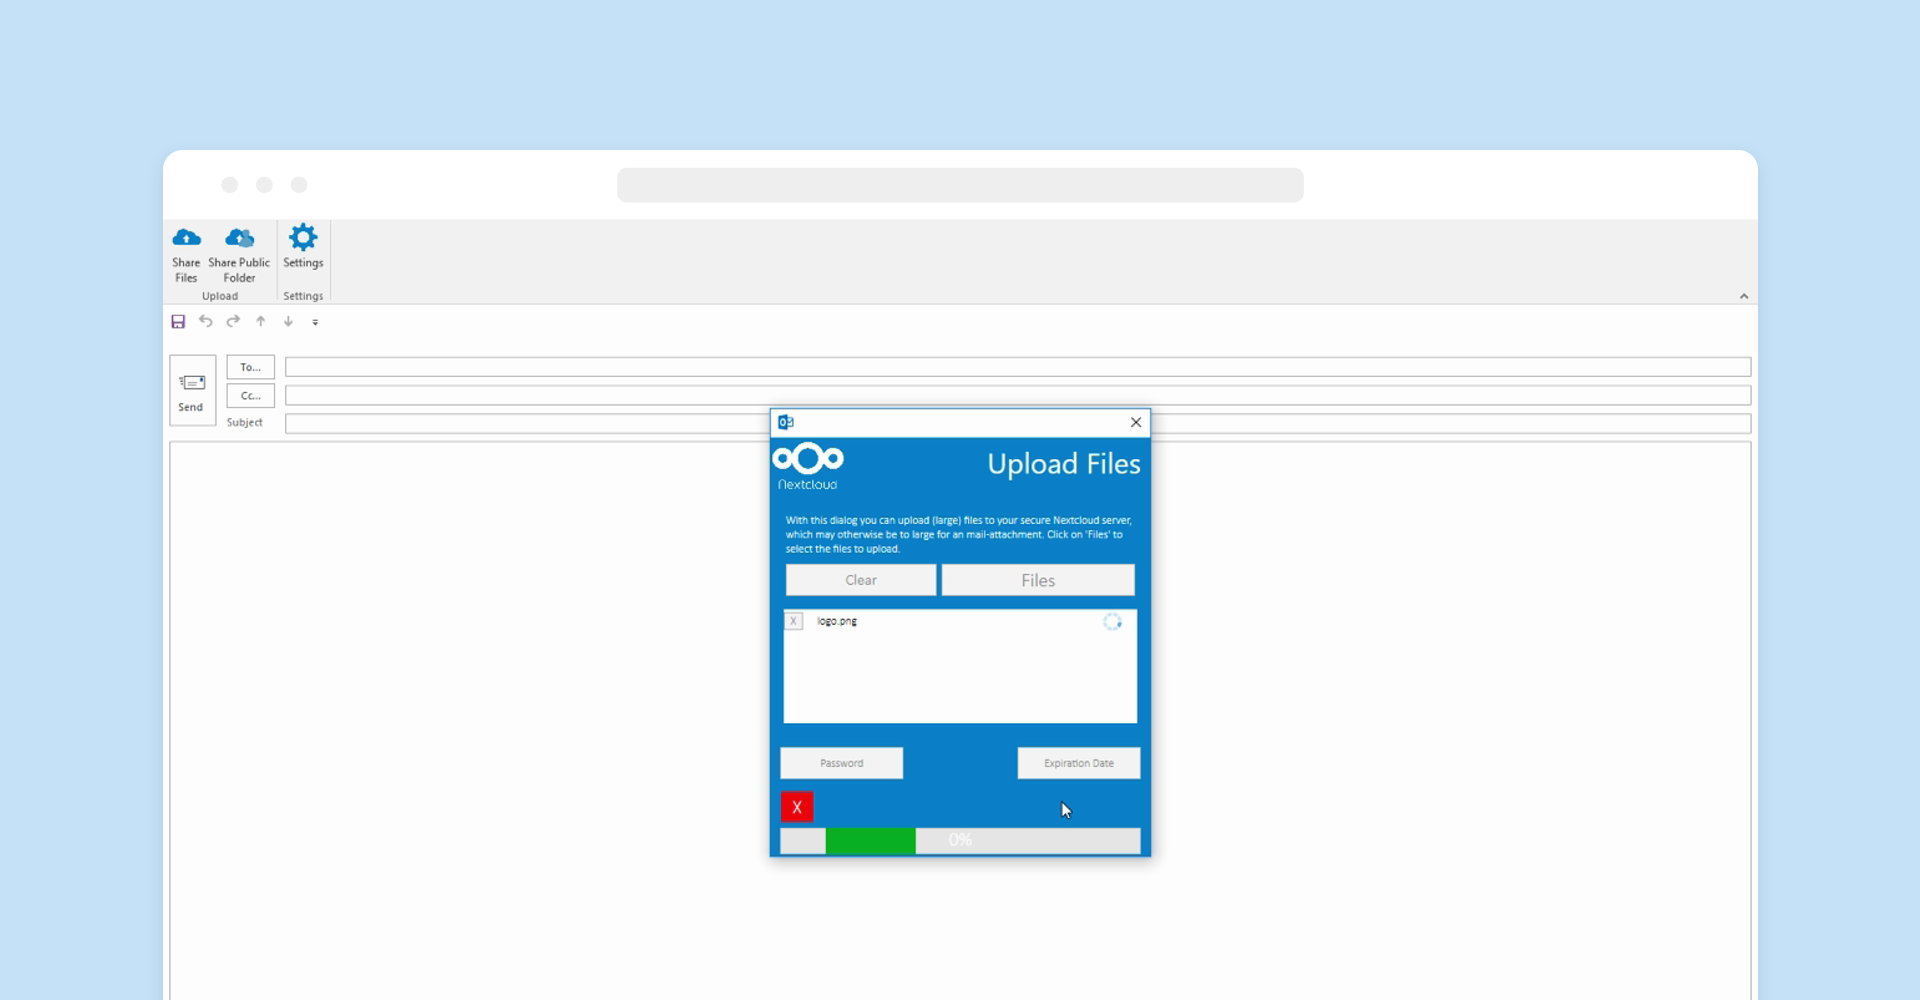 Share
Files
Share Public
Folder
Settings
Upload
Settings
Send
To...
Cc...
Subject
Nextcloud
Upload Files
With this dialog you can upload (large) files to your secure Nextcloud server,
which may otherwise be to large for an mail-attachment. Click on 'Files' to
select the files to upload.
Clear
Files
X
logo.png
Password
Expiration Date
X
0%